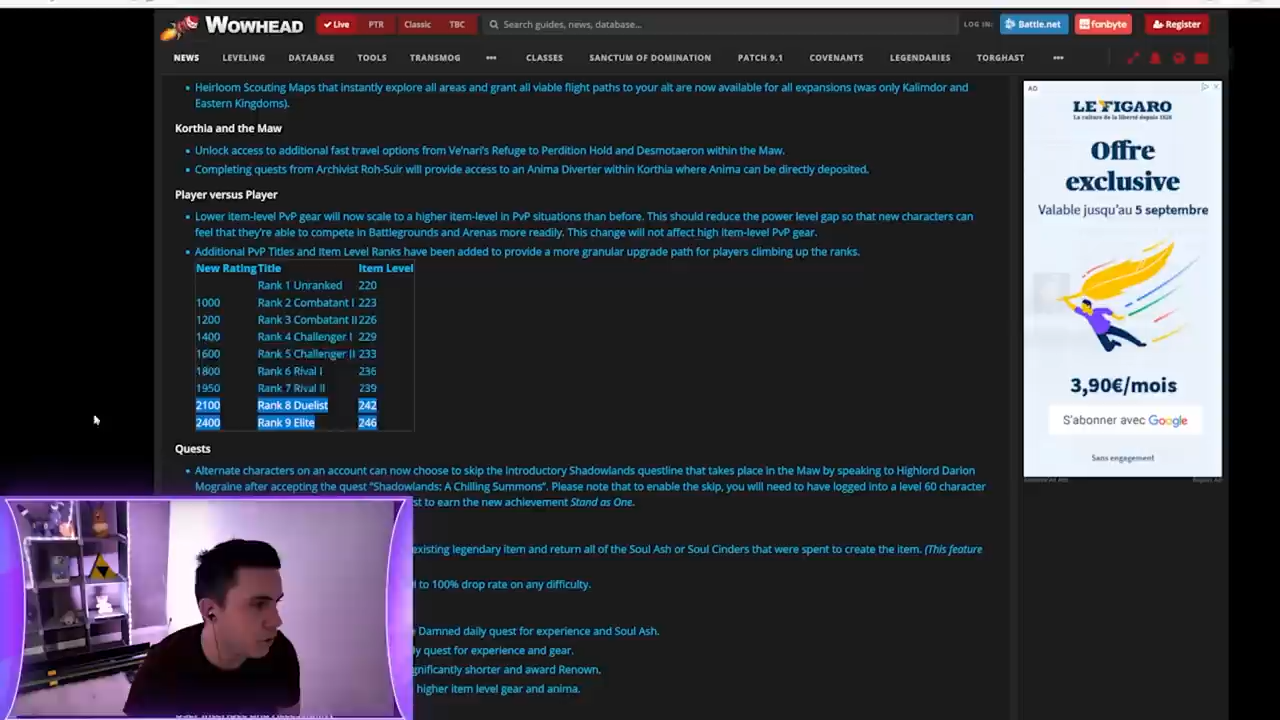 WOWHEAD
Live PTR Classic TBC
Search guides, news, database...
LOG IN: Battle.net fanbyte Register
NEWS LEVELING DATABASE TOOLS TRANSMOG ••• CLASSES SANCTUM OF DOMINATION PATCH 9.1 COVENANTS LEGENDARIES TORGHAST •••
Heirloom Scouting Maps that instantly explore all areas and grant all viable flight paths to your alt are now available for all expansions (was only Kalimdor and
Eastern Kingdoms).
Korthia and the Maw
Unlock access to additional fast travel options from Ve'nari's Refuge to Perdition Hold and Desmotaeron within the Maw.
Completing quests from Archivist Roh-Suir will provide access to an Anima Diverter within Korthia where Anima can be directly deposited.
Player versus Player
Lower item-level PvP gear will now scale to a higher item-level in PvP situations than before. This should reduce the power level gap so that new characters can
feel that they're able to compete in Battlegrounds and Arenas more readily. This change will not affect high item-level PvP gear.
Additional PvP Titles and Item Level Ranks have been added to provide a more granular upgrade path for players climbing up the ranks.
New Rating Title Item Level
Rank 1 Unranked 220
1000 Rank 2 Combatant I 223
1200 Rank 3 Combatant II 226
1400 Rank 4 Challenger I 229
1600 Rank 5 Challenger II 233
1800 Rank 6 Rival I 236
1950 Rank 7 Rival II 239
2100 Rank 8 Duelist 242
2400 Rank 9 Elite 246
Quests
Alternate characters on an account can now choose to skip the introductory Shadowlands questline that takes place in the Maw by speaking to Highlord Darion
Mograine after accepting the quest "Shadowlands: A Chilling Summons". Please note that to enable the skip, you will need to have logged into a level 60 character
st to earn the new achievement Stand as One.
existing legendary item and return all of the Soul Ash or Soul Cinders that were spent to create the item. (This feature
to 100% drop rate on any difficulty.
Damned daily quest for experience and Soul Ash.
ly quest for experience and gear.
gnificantly shorter and award Renown.
higher item level gear and anima.
AD
LE FIGARO
La culture de la liberté depuis 1826
Offre
exclusive
Valable jusqu'au 5 septembre
3,90€/mois
S'abonner avec Google
Sans engagement